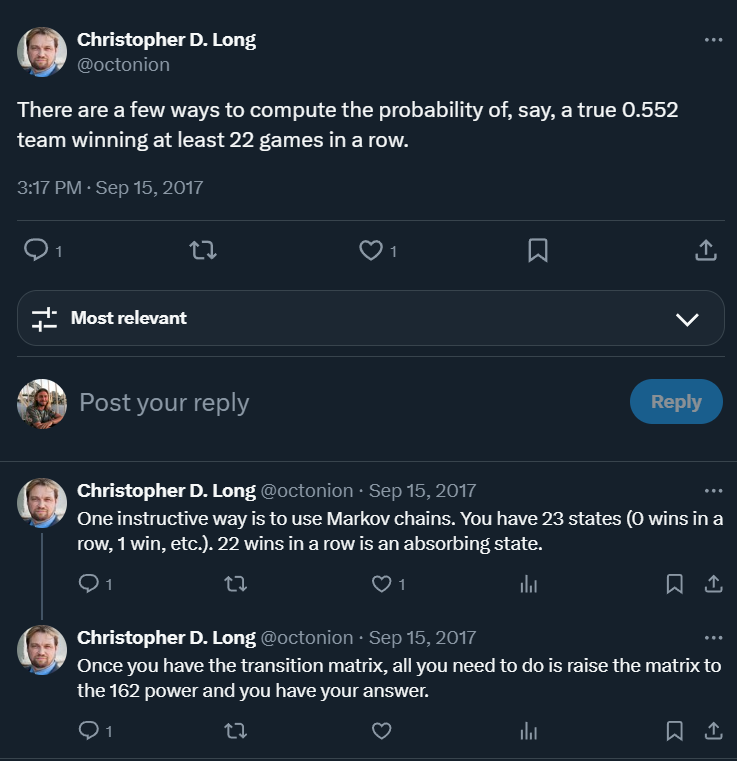 Christopher D. Long
@octonion
There are a few ways to compute the probability of, say, a true 0.552
team winning at least 22 games in a row.
3:17 PM · Sep 15, 2017
1 1
Most relevant
Post your reply Reply
Christopher D. Long @octonion · Sep 15, 2017
One instructive way is to use Markov chains. You have 23 states (0 wins in a
row, 1 win, etc.). 22 wins in a row is an absorbing state.
1 1
Christopher D. Long @octonion · Sep 15, 2017
Once you have the transition matrix, all you need to do is raise the matrix to
the 162 power and you have your answer.
1